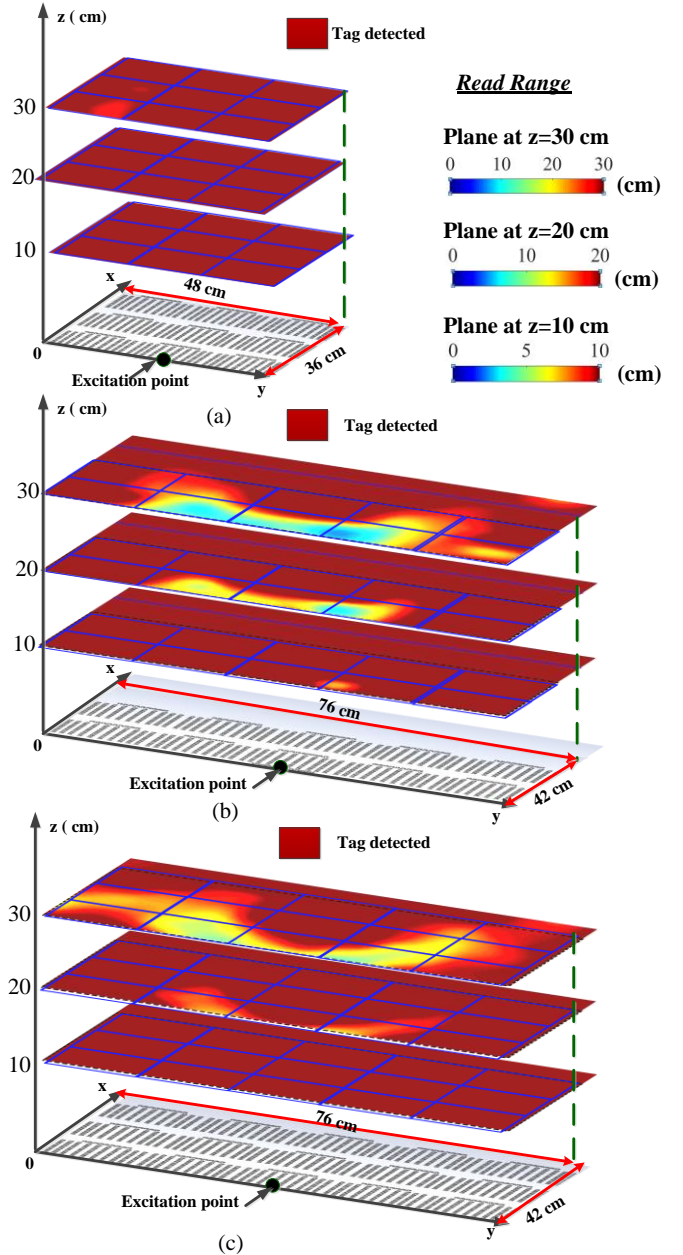 z ( cm)
Tag detected
30
20
10
x
48 cm
0
36 cm
Excitation point
y
(a)
Read Range
Plane at z=30 cm
0 10 20 30
(cm)
Plane at z=20 cm
0 10 20
(cm)
Plane at z=10 cm
0 5 10
(cm)
z ( cm)
Tag detected
30
20
10
x
76 cm
0
Excitation point
42 cm
y
(b)
z ( cm)
Tag detected
30
20
10
x
76 cm
0
Excitation point
42 cm
y
(c)